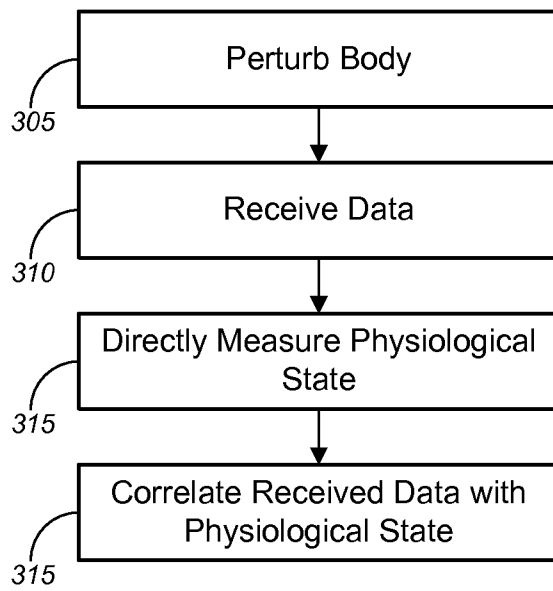 Perturb Body
305
Receive Data
310
Directly Measure Physiological
State
315
Correlate Received Data with
Physiological State
315